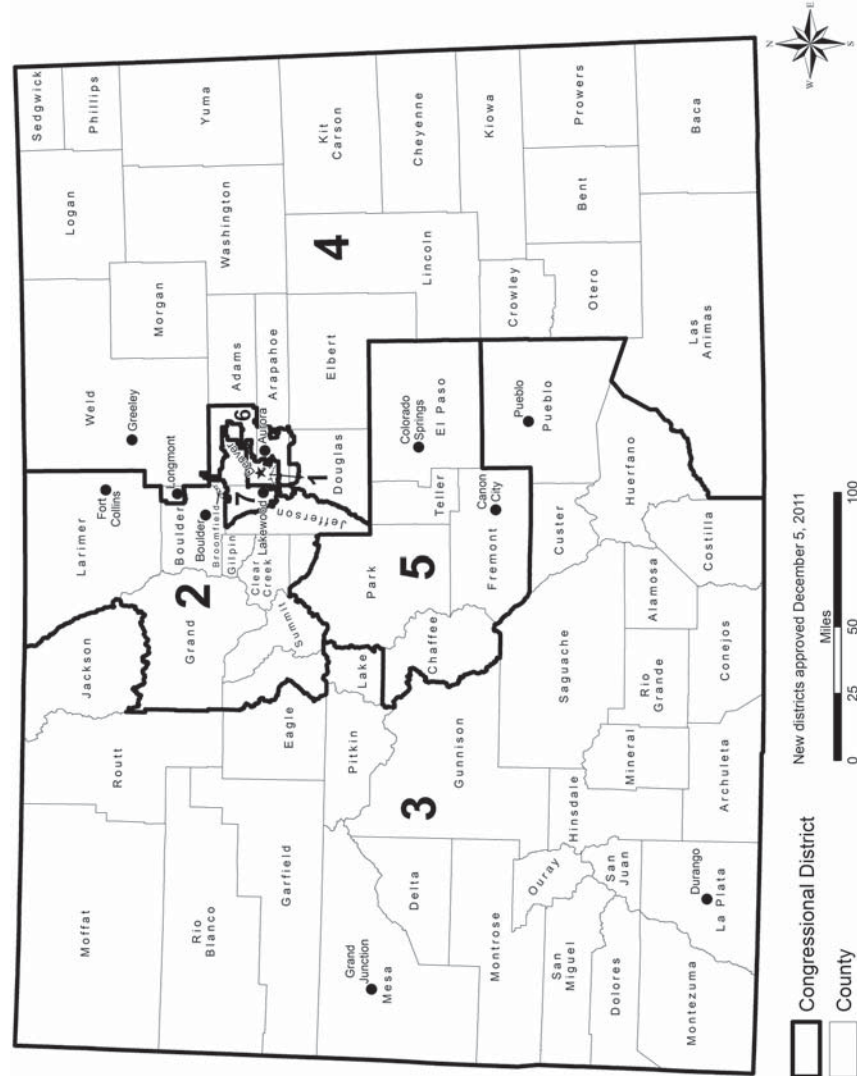 Moffat
Routt
Jackson
Larimer
Fort
Collins
Weld
Greeley
Logan
Sedgwick
Phillips
Morgan
Washington
Yuma
Rio
Blanco
Grand
2
Boulder
Longmont
Boulder
Broomfield
Gilpin
Clear
Creek
Lakewood
7
Denver
6
Adams
Aurora
Arapahoe
1
Jefferson
Douglas
Garfield
Eagle
Summit
Elbert
4
Lincoln
Kit
Carson
Cheyenne
Grand
Junction
Mesa
Delta
Pitkin
Lake
Park
5
Chaffee
Teller
Colorado
Springs
El Paso
3
Gunnison
Fremont
Canon
City
Crowley
Kiowa
Montrose
Ouray
Hinsdale
Saguache
Custer
Pueblo
Pueblo
Otero
Bent
Prowers
San
Miguel
Dolores
San
Juan
Mineral
Rio
Grande
Alamosa
Huerfano
Las
Animas
Baca
Montezuma
Durango
La Plata
Archuleta
Conejos
Costilla
Congressional District
County
New districts approved December 5, 2011
0 25 50 100
Miles
N
W E
S